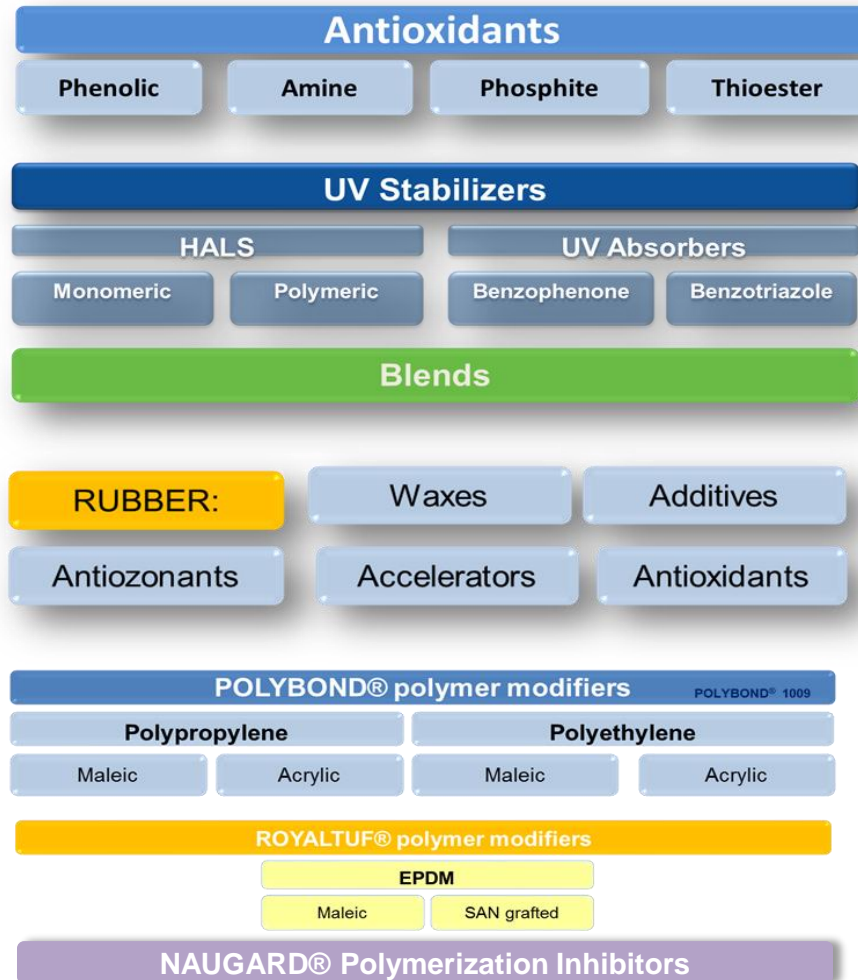 Antioxidants
Phenolic Amine Phosphite Thioester
UV Stabilizers
HALS UV Absorbers
Monomeric Polymeric Benzophenone Benzotriazole
Blends
RUBBER: Waxes Additives
Antiozonants Accelerators Antioxidants
POLYBOND® polymer modifiers POLYBOND® 1009
Polypropylene Polyethylene
Maleic Acrylic Maleic Acrylic
ROYALTUF® polymer modifiers
EPDM
Maleic SAN grafted
NAUGARD® Polymerization Inhibitors